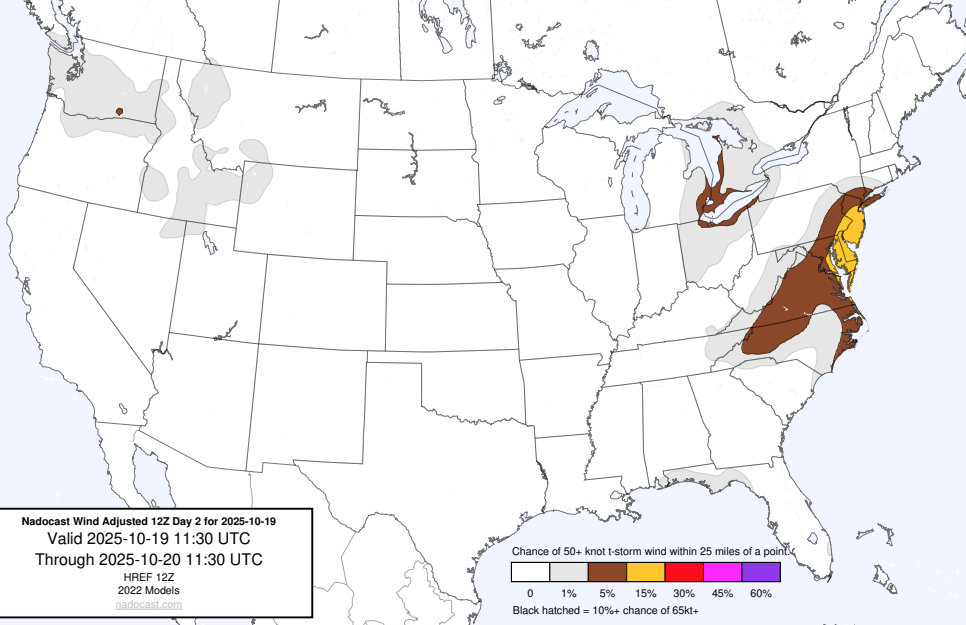 Nadocast Wind Adjusted 12Z Day 2 for 2025-10-19
Valid 2025-10-19 11:30 UTC
Through 2025-10-20 11:30 UTC
HREF 12Z
2022 Models
nadocast.com
Chance of 50+ knot t-storm wind within 25 miles of a point.
0 1% 5% 15% 30% 45% 60%
Black hatched = 10%+ chance of 65kt+